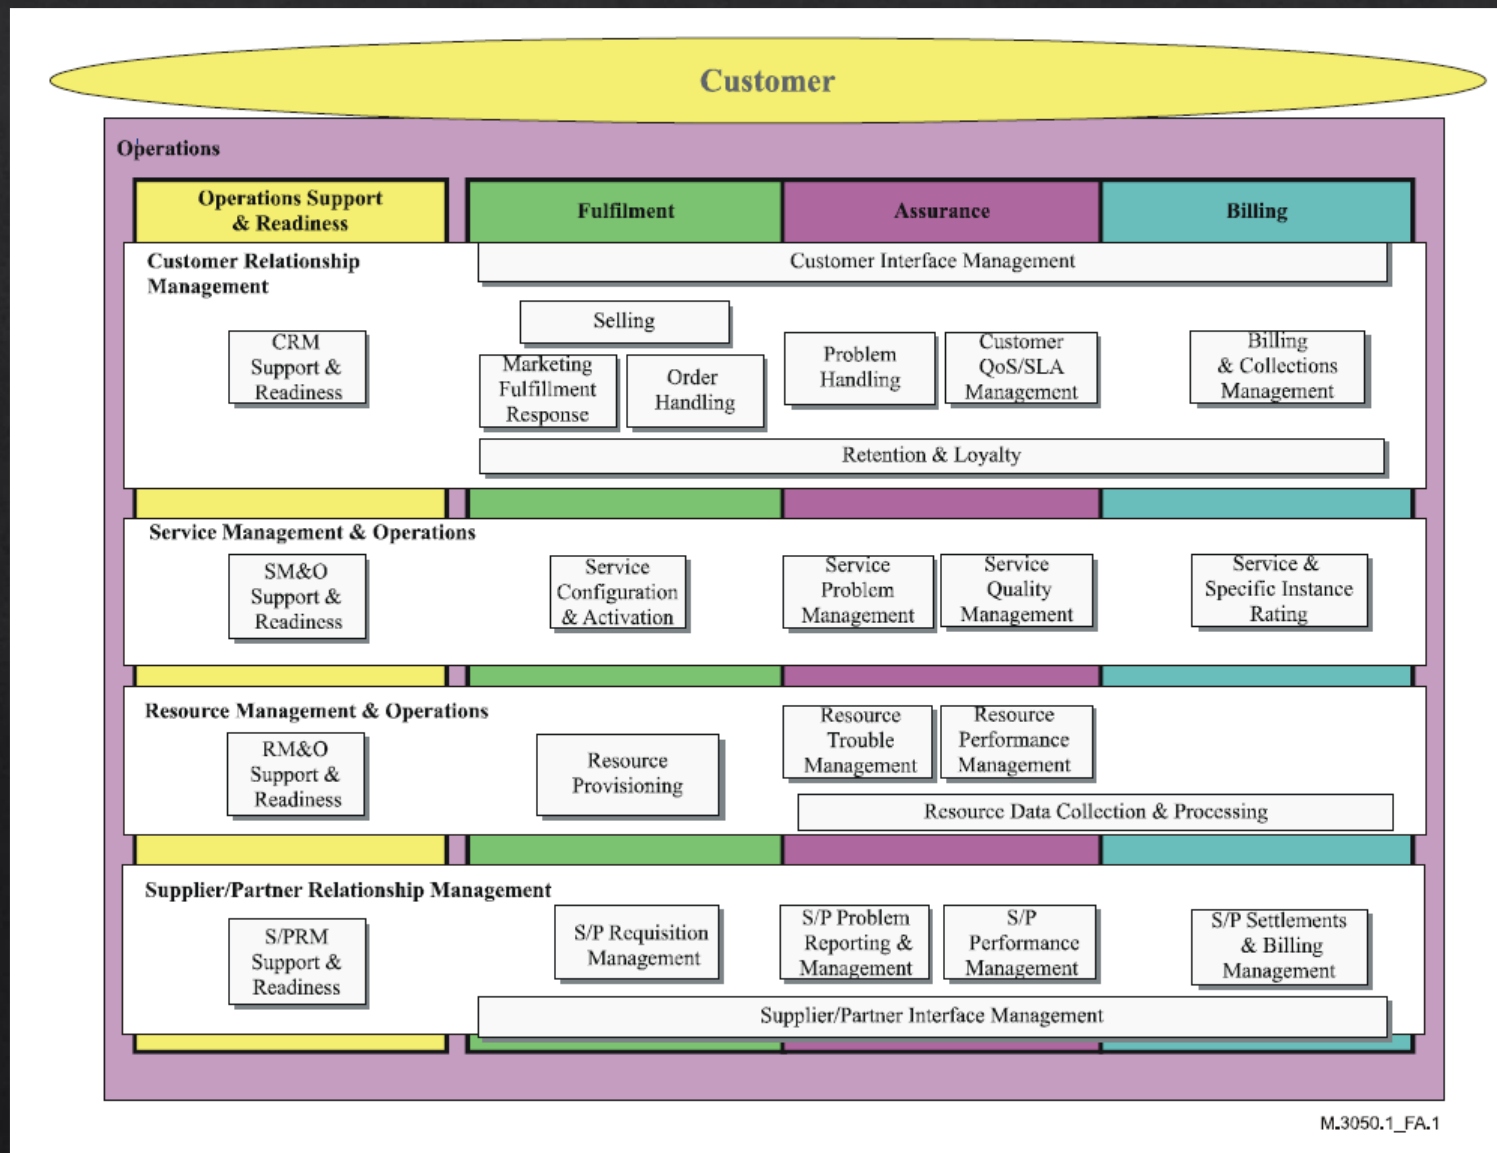 Customer
Operations
Operations Support
& Readiness
Fulfilment
Assurance
Billing
Customer Relationship
Management
Customer Interface Management
Selling
CRM
Support &
Readiness
Marketing
Fulfillment
Response
Order
Handling
Problem
Handling
Customer
QoS/SLA
Management
Billing
& Collections
Management
Retention & Loyalty
Service Management & Operations
SM&O
Support &
Readiness
Service
Configuration
& Activation
Service
Problem
Management
Service
Quality
Management
Service &
Specific Instance
Rating
Resource Management & Operations
RM&O
Support &
Readiness
Resource
Provisioning
Resource
Trouble
Management
Resource
Performance
Management
Resource Data Collection & Processing
Supplier/Partner Relationship Management
S/PRM
Support &
Readiness
S/P Requisition
Management
S/P Problem
Reporting &
Management
S/P
Performance
Management
S/P Settlements
& Billing
Management
Supplier/Partner Interface Management
M.3050.1_FA.1